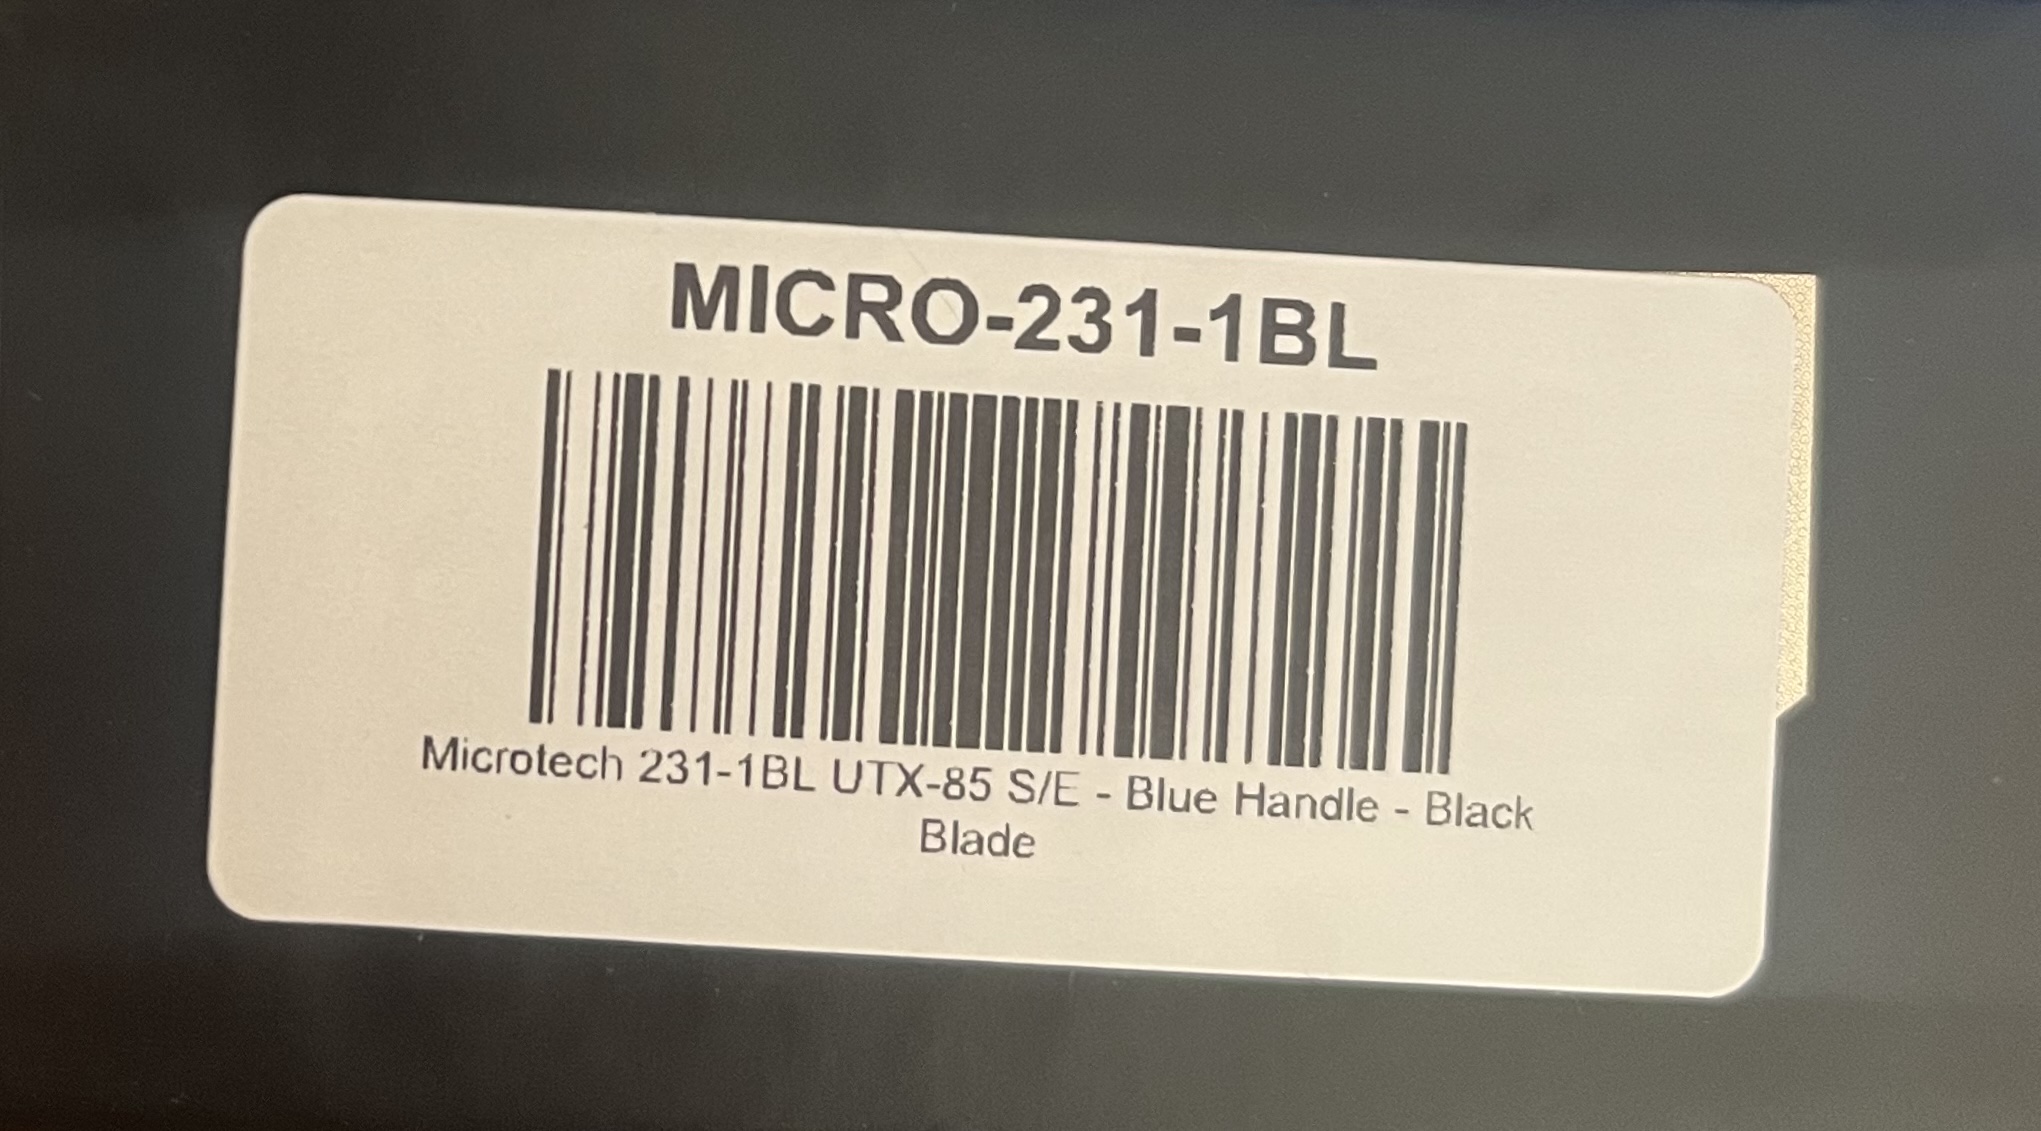 MICRO-231-1BL
Microtech 231-1BL UTX-85 S/E - Blue Handle - Black
Blade